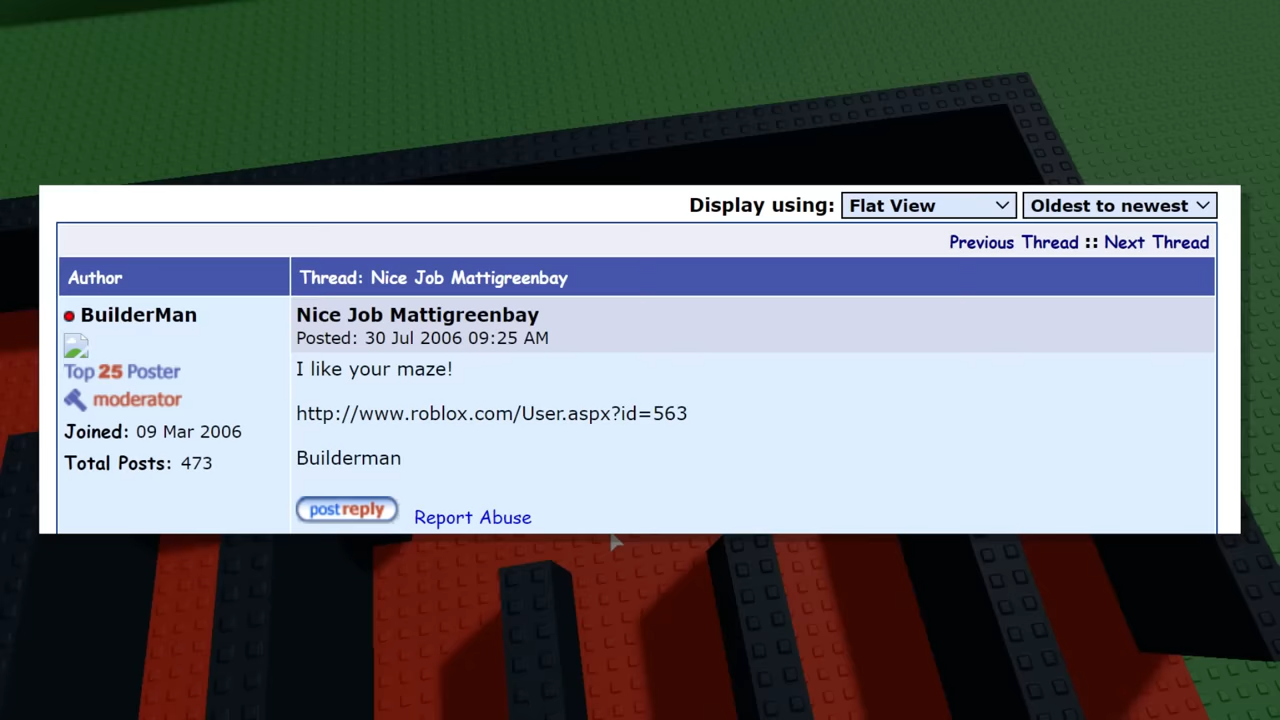 Display using: Flat View Oldest to newest
Previous Thread :: Next Thread
Author Thread: Nice Job Mattigreenbay
BuilderMan Nice Job Mattigreenbay
Posted: 30 Jul 2006 09:25 AM
Top 25 Poster I like your maze!
moderator
http://www.roblox.com/User.aspx?id=563
Joined: 09 Mar 2006
Total Posts: 473 Builderman
post reply Report Abuse